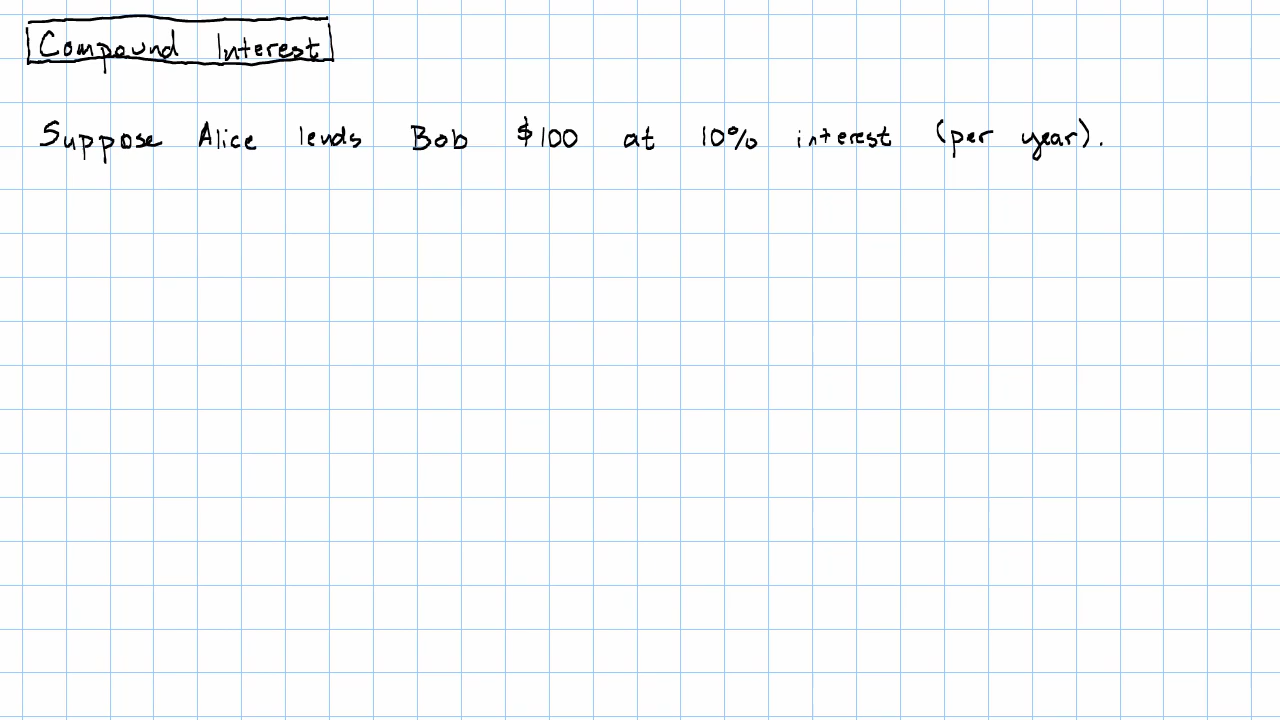 Compound Interest
Suppose Alice lends Bob $100 at 10% interest (per year).